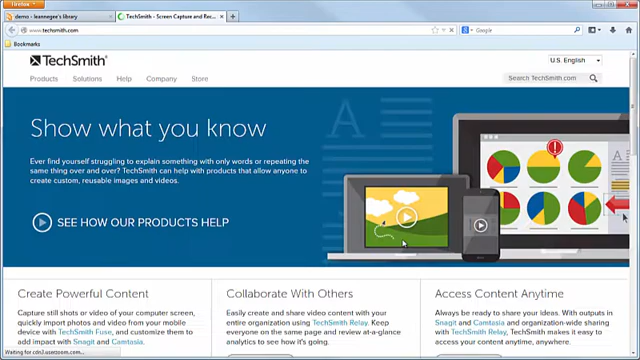 Firefox
demo - leannegee's library
TechSmith - Screen Capture and Rec...
www.techsmith.com
Google
Bookmarks
TechSmith®
U.S. English
Products Solutions Help Company Store
Search TechSmith.com
Show what you know
Ever find yourself struggling to explain something with only words or repeating the
same thing over and over? TechSmith can help with products that allow anyone to
create custom, reusable images and videos.
SEE HOW OUR PRODUCTS HELP
A
A
Create Powerful Content
Capture still shots or video of your computer screen,
quickly import photos and video from your mobile
device with TechSmith Fuse, and customize them to
add impact with Snagit and Camtasia.
Collaborate With Others
Easily create and share video content with your
entire organization using TechSmith Relay. Keep
everyone on the same page and review at-a-glance
analytics to see how it's going.
Access Content Anytime
Always be ready to share your content. With outputs in
Snagit and Camtasia and organization-wide sharing
with TechSmith Relay, TechSmith makes it easy to
access your content anytime, anywhere.